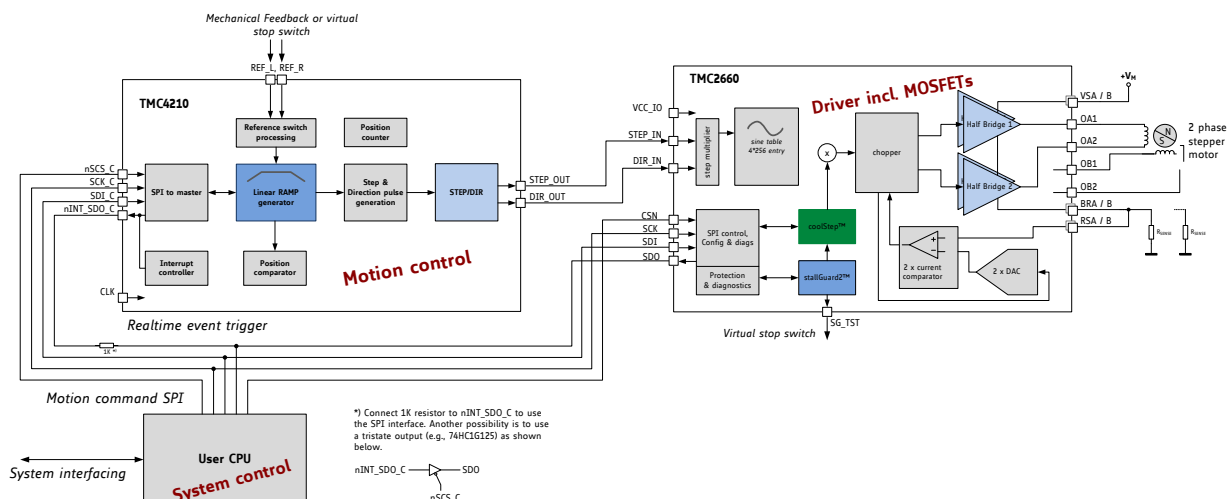 Mechanical Feedback or virtual
stop switch
REF_L, REF_R
TMC4210
Reference switch
processing
Position
counter
nSCS_C
SCK_C
SDI_C
nINT_SDO_C
SPI to master
Linear RAMP
generator
Step &
Direction pulse
generation
STEP/DIR
STEP_OUT
DIR_OUT
Interrupt
controller
Position
comparator
Motion control
CLK
Realtime event trigger
1K *)
Motion command SPI
User CPU
System control
System interfacing
*) Connect 1K resistor to nINT_SDO_C to use
the SPI interface. Another possibility is to use
a tristate output (e.g., 74HC1G125) as shown
below.
nINT_SDO_C
SDO
nSCS_C
TMC2660
Driver incl. MOSFETs
VCC_IO
STEP_IN
DIR_IN
step multiplier
sine table
4*256 entry
x
chopper
Half Bridge 1
Half Bridge 2
+VM
VSA / B
OA1
OA2
OB1
OB2
BRA / B
RSA / B
N
S
2 phase
stepper
motor
RSENSE
RSENSE
CSN
SCK
SDI
SDO
SPI control,
Config & diags
Protection
& diagnostics
coolStep™
stallGuard2™
2 x current
comparator
2 x DAC
SG_TST
Virtual stop switch